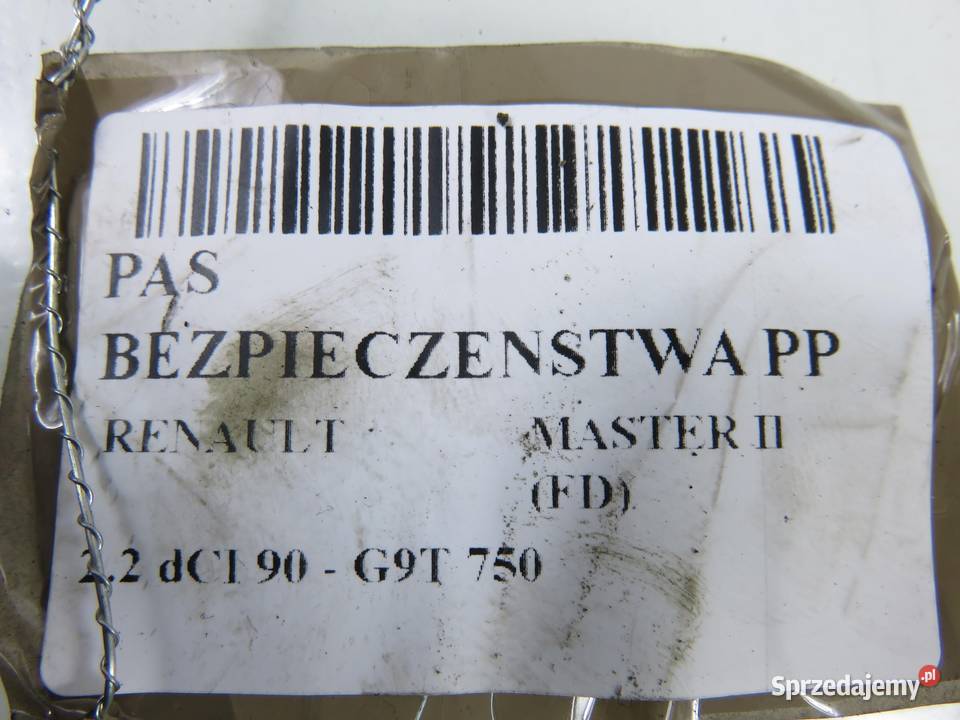 PAS
BEZPIECZENSTWA PP
RENAULT MASTER II
(FD)
2.2 dCI 90 - G9T 750
Sprzedajemy.pl